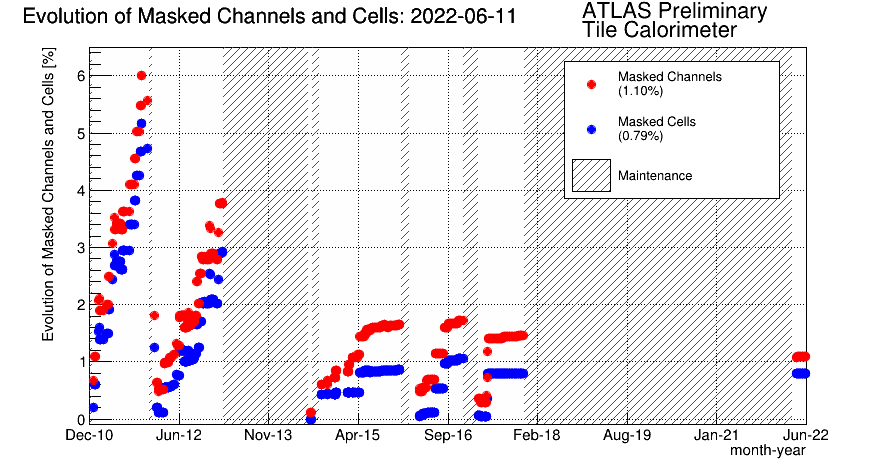 Evolution of Masked Channels and Cells: 2022-06-11
ATLAS Preliminary
Tile Calorimeter
Evolution of Masked Channels and Cells [%]
6
5
4
3
2
1
0
Masked Channels
(1.10%)
Masked Cells
(0.79%)
Maintenance
Dec-10 Jun-12 Nov-13 Apr-15 Sep-16 Feb-18 Aug-19 Jan-21 Jun-22
month-year